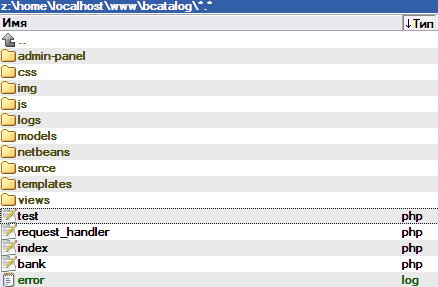 z:\home\localhost\www\bcatalog\*.*
Имя ↓Тип
..
admin-panel
css
img
js
logs
models
netbeans
source
templates
views
test php
request_handler php
index php
bank php
error log